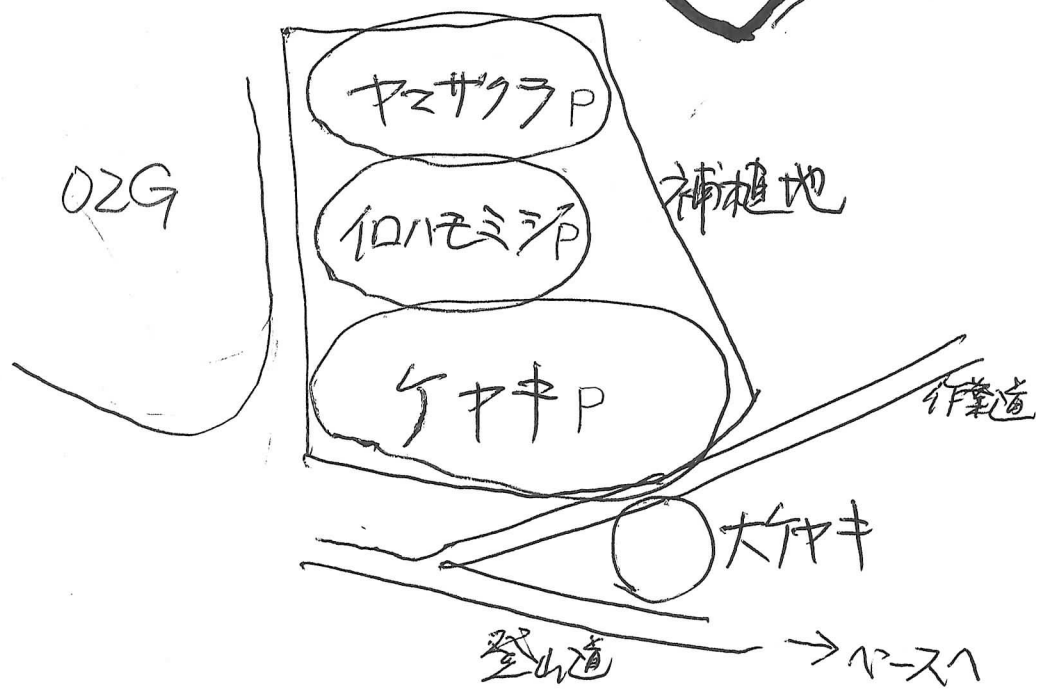 ヤマザクラP
02G
補植地
イロハモミジP
ケヤキP
作業道
大ケヤキ
登山道
→ベースへ